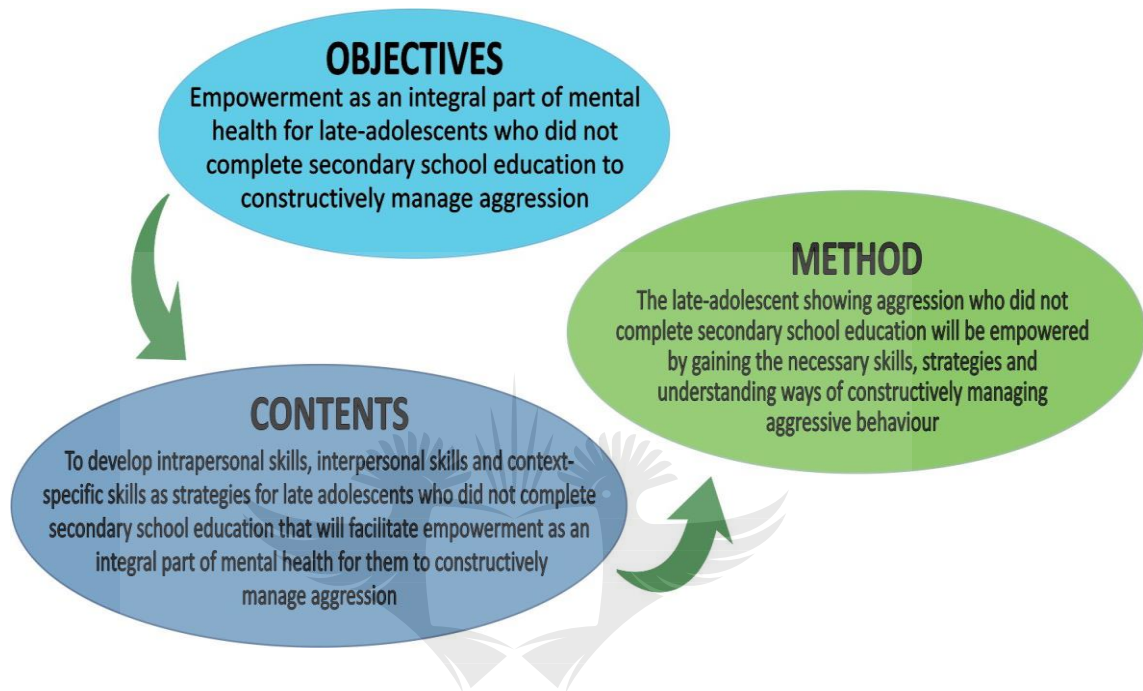 OBJECTIVES
Empowerment as an integral part of mental
health for late-adolescents who did not
complete secondary school education to
constructively manage aggression
CONTENTS
To develop intrapersonal skills, interpersonal skills and context-
specific skills as strategies for late adolescents who did not complete
secondary school education that will facilitate empowerment as an
integral part of mental health for them to constructively
manage aggression
METHOD
The late-adolescent showing aggression who did not
complete secondary school education will be empowered
by gaining the necessary skills, strategies and
understanding ways of constructively managing
aggressive behaviour